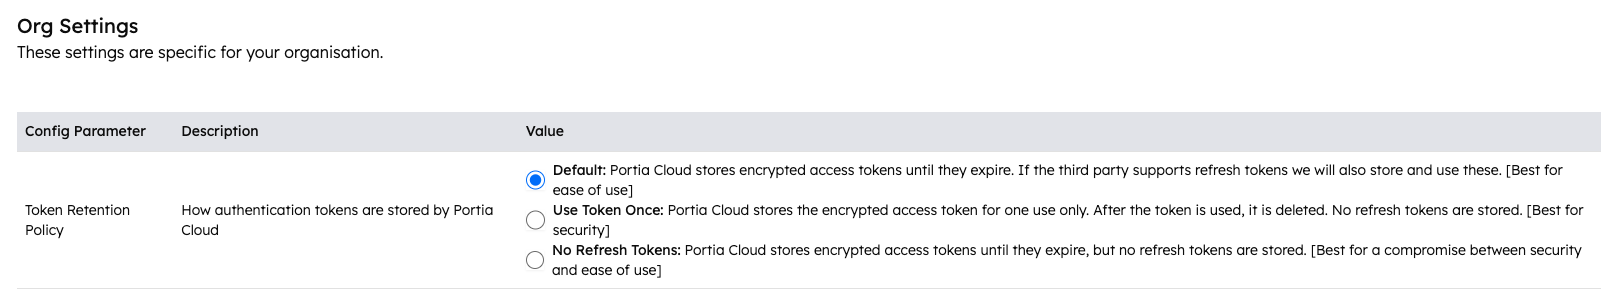 Org Settings
These settings are specific for your organisation.
Config Parameter Description Value
Token Retention Policy
How authentication tokens are stored by Portia Cloud
Default: Portia Cloud stores encrypted access tokens until they expire. If the third party supports refresh tokens we will also store and use these. [Best for
ease of use]
Use Token Once: Portia Cloud stores the encrypted access token for one use only. After the token is used, it is deleted. No refresh tokens are stored. [Best for
security]
No Refresh Tokens: Portia Cloud stores encrypted access tokens until they expire, but no refresh tokens are stored. [Best for a compromise between security
and ease of use]